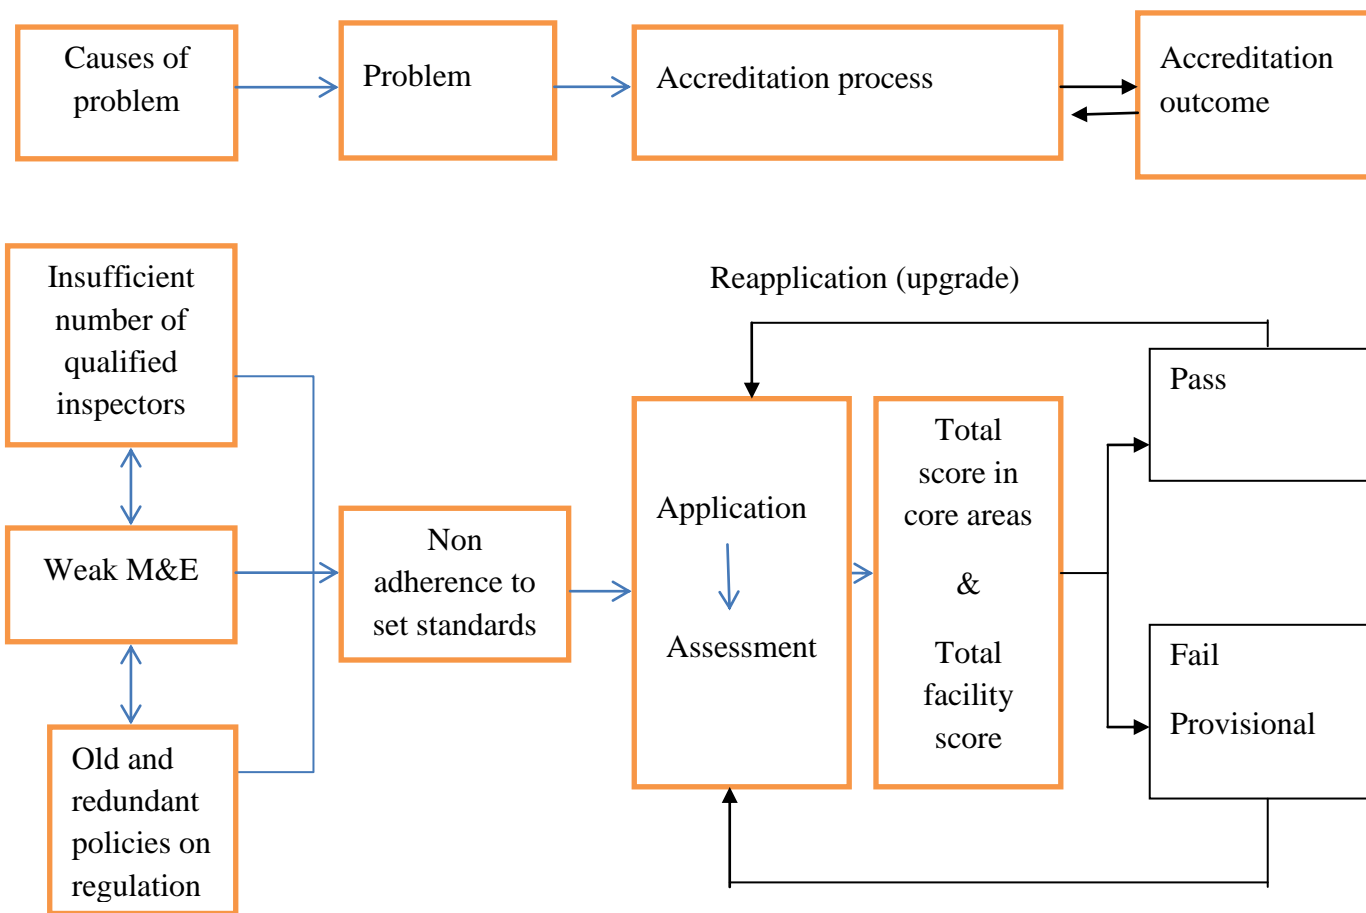 Causes of
problem
Problem
Accreditation process
Accreditation
outcome
Insufficient
number of
qualified
inspectors
Weak M&E
Old and
redundant
policies on
regulation
Non
adherence to
set standards
Reapplication (upgrade)
Application
Assessment
Total
score in
core areas
&
Total
facility
score
Pass
Fail
Provisional